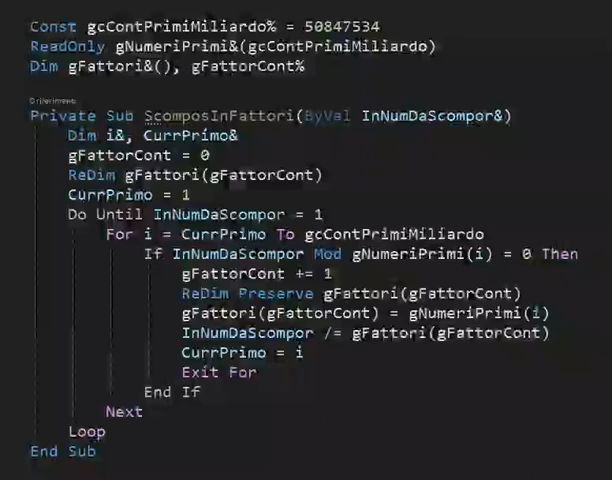 Const gcContPrimiMiliardo% = 50847534
ReadOnly gNumeriPrimi&(gcContPrimiMiliardo)
Dim gFattori&(), gFattorCont%
Private Sub ScomposInFattori(ByVal InNumDaScompor&)
Dim i&, CurrPrimo&
gFattorCont = 0
ReDim gFattori(gFattorCont)
CurrPrimo = 1
Do Until InNumDaScompor = 1
For i = CurrPrimo To gcContPrimiMiliardo
If InNumDaScompor Mod gNumeriPrimi(i) = 0 Then
gFattorCont += 1
ReDim Preserve gFattori(gFattorCont)
gFattori(gFattorCont) = gNumeriPrimi(i)
InNumDaScompor /= gFattori(gFattorCont)
CurrPrimo = i
Exit For
End If
Next
Loop
End Sub